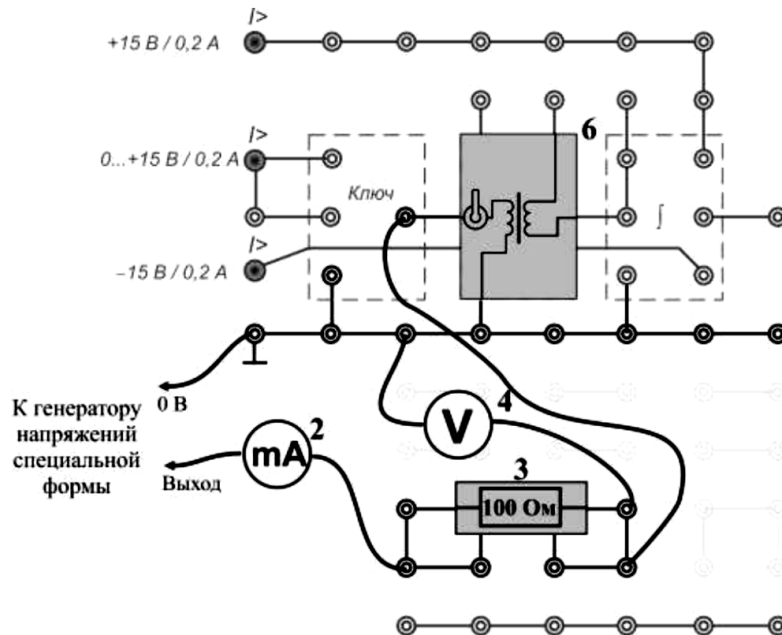 I>
+15 В / 0,2 А
6
I>
0...+15 В / 0,2 А
Ключ
∫
I>
–15 В / 0,2 А
0 В
К генератору
напряжений
специальной
формы
Выход
mA
2
V
4
3
100 Ом